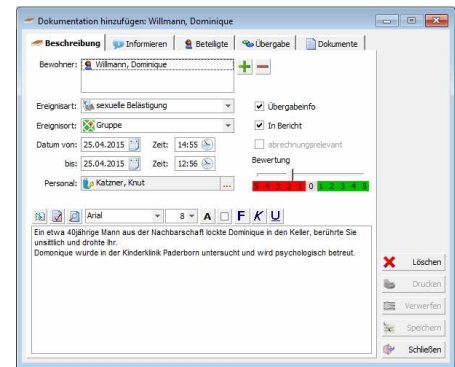 Dokumentation hinzufügen: Willmann, Dominique
Beschreibung Informieren Beteiligte Übergabe Dokumente
Bewohner: Willmann, Dominique
Ereignisart: sexuelle Belästigung Übergabeinfo
Ereignisort: Gruppe In Bericht
Datum von: 25.04.2015 Zeit: 14:55 abrechnungsrelevant
bis: 25.04.2015 Zeit: 12:56 Bewertung
Personal: Katzner, Knut ... 5 4 3 2 1 0 1 2 3 4 5
Arial 8 A F K U
Ein etwa 40jährige Mann aus der Nachbarschaft lockte Dominique in den Keller, berührte Sie
unsittlich und drohte Ihr.
Domonique wurde in der Kinderklinik Paderborn untersucht und wird psychologisch betreut.
Löschen
Drucken
Verwerfen
Speichern
Schließen